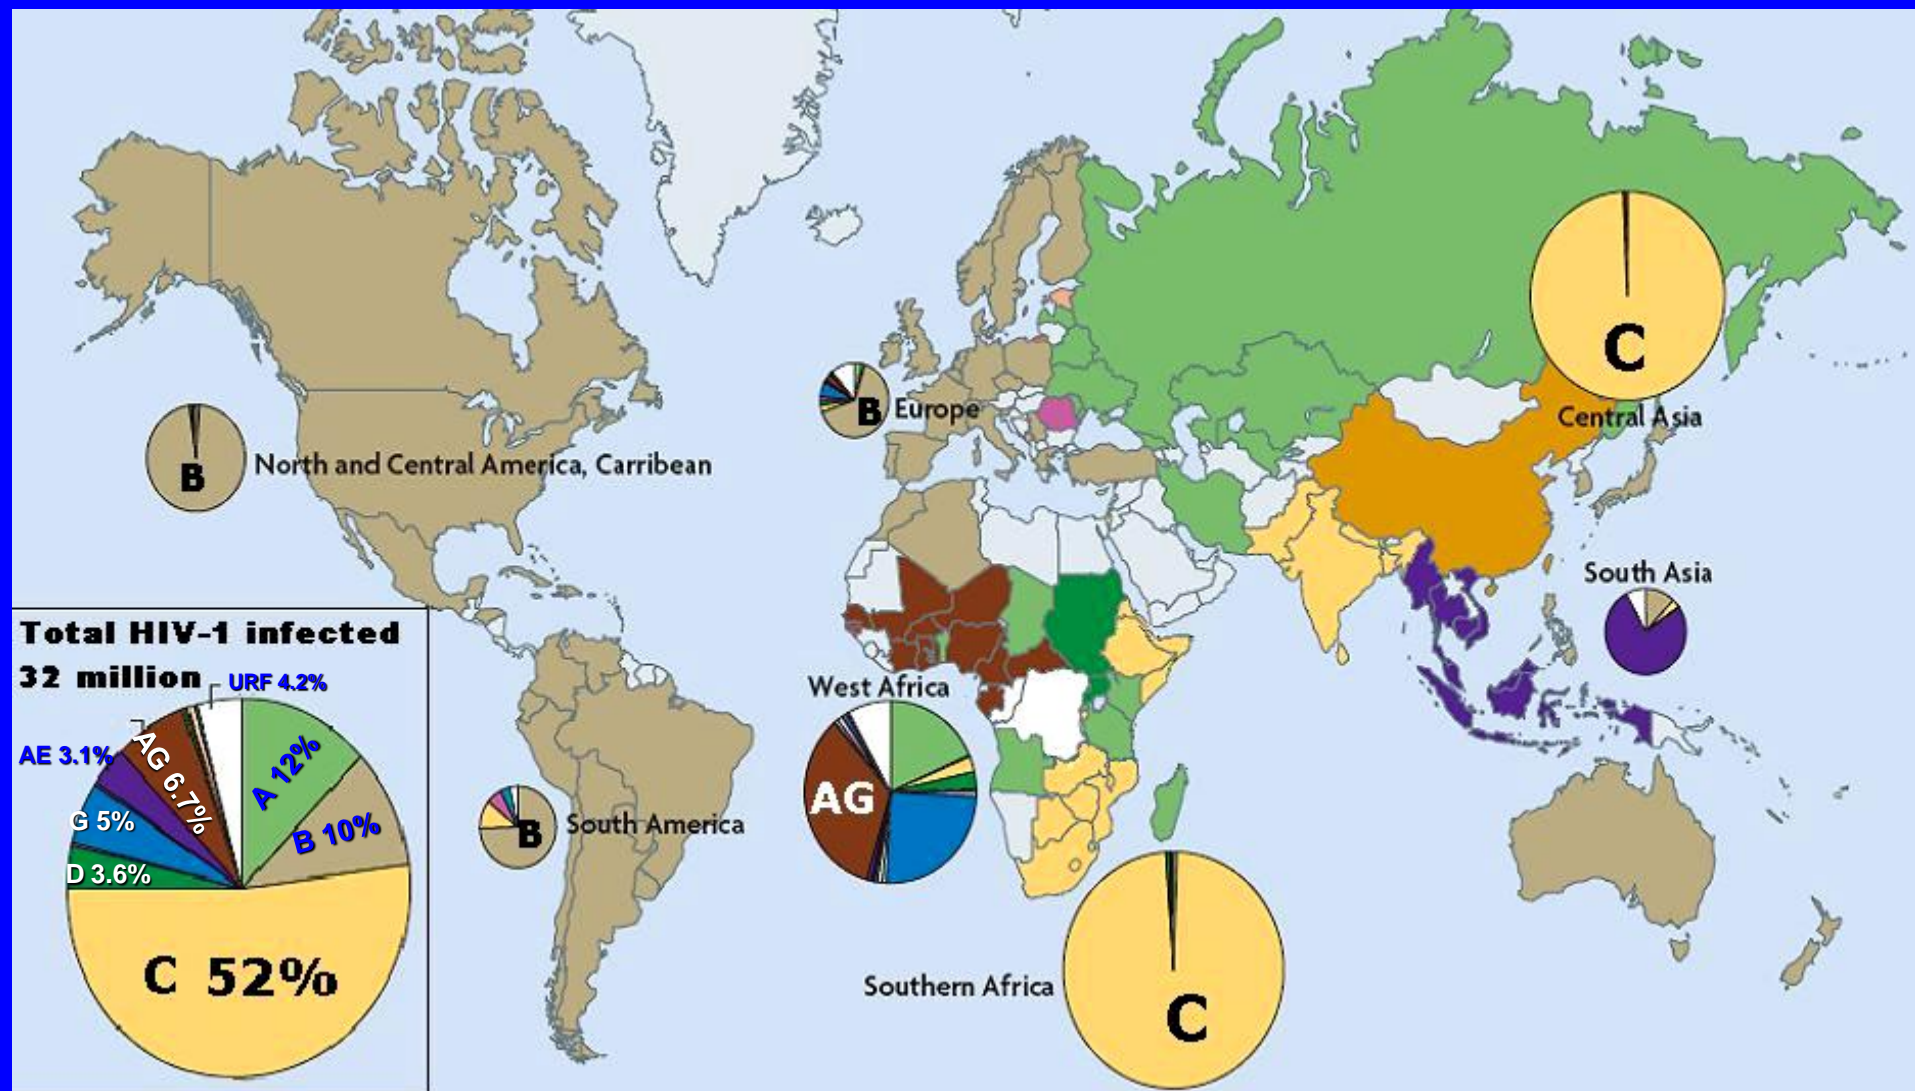 C
Central Asia
B
Europe
B
North and Central America, Carribean
South Asia
West Africa
AG
B
South America
Southern Africa
C
Total HIV-1 infected
32 million
URF 4.2%
AE 3.1%
AG 6.7%
A 12%
G 5%
B 10%
D 3.6%
C 52%